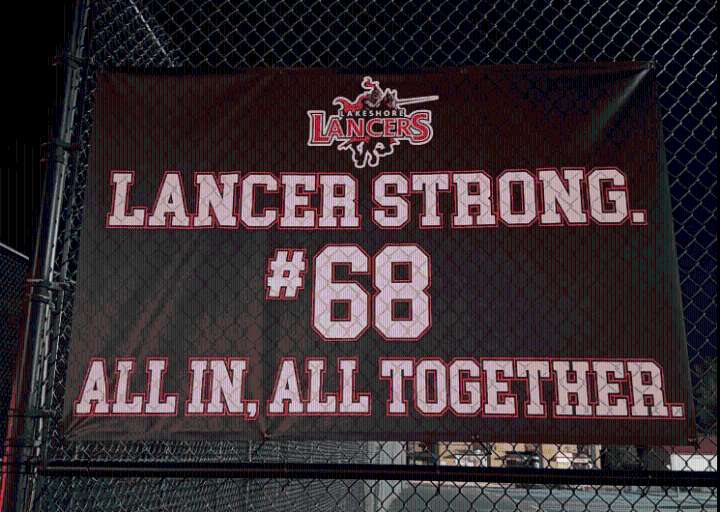 LAKESHORE
LANCERS
LANCER STRONG.
#68
ALL IN, ALL TOGETHER.